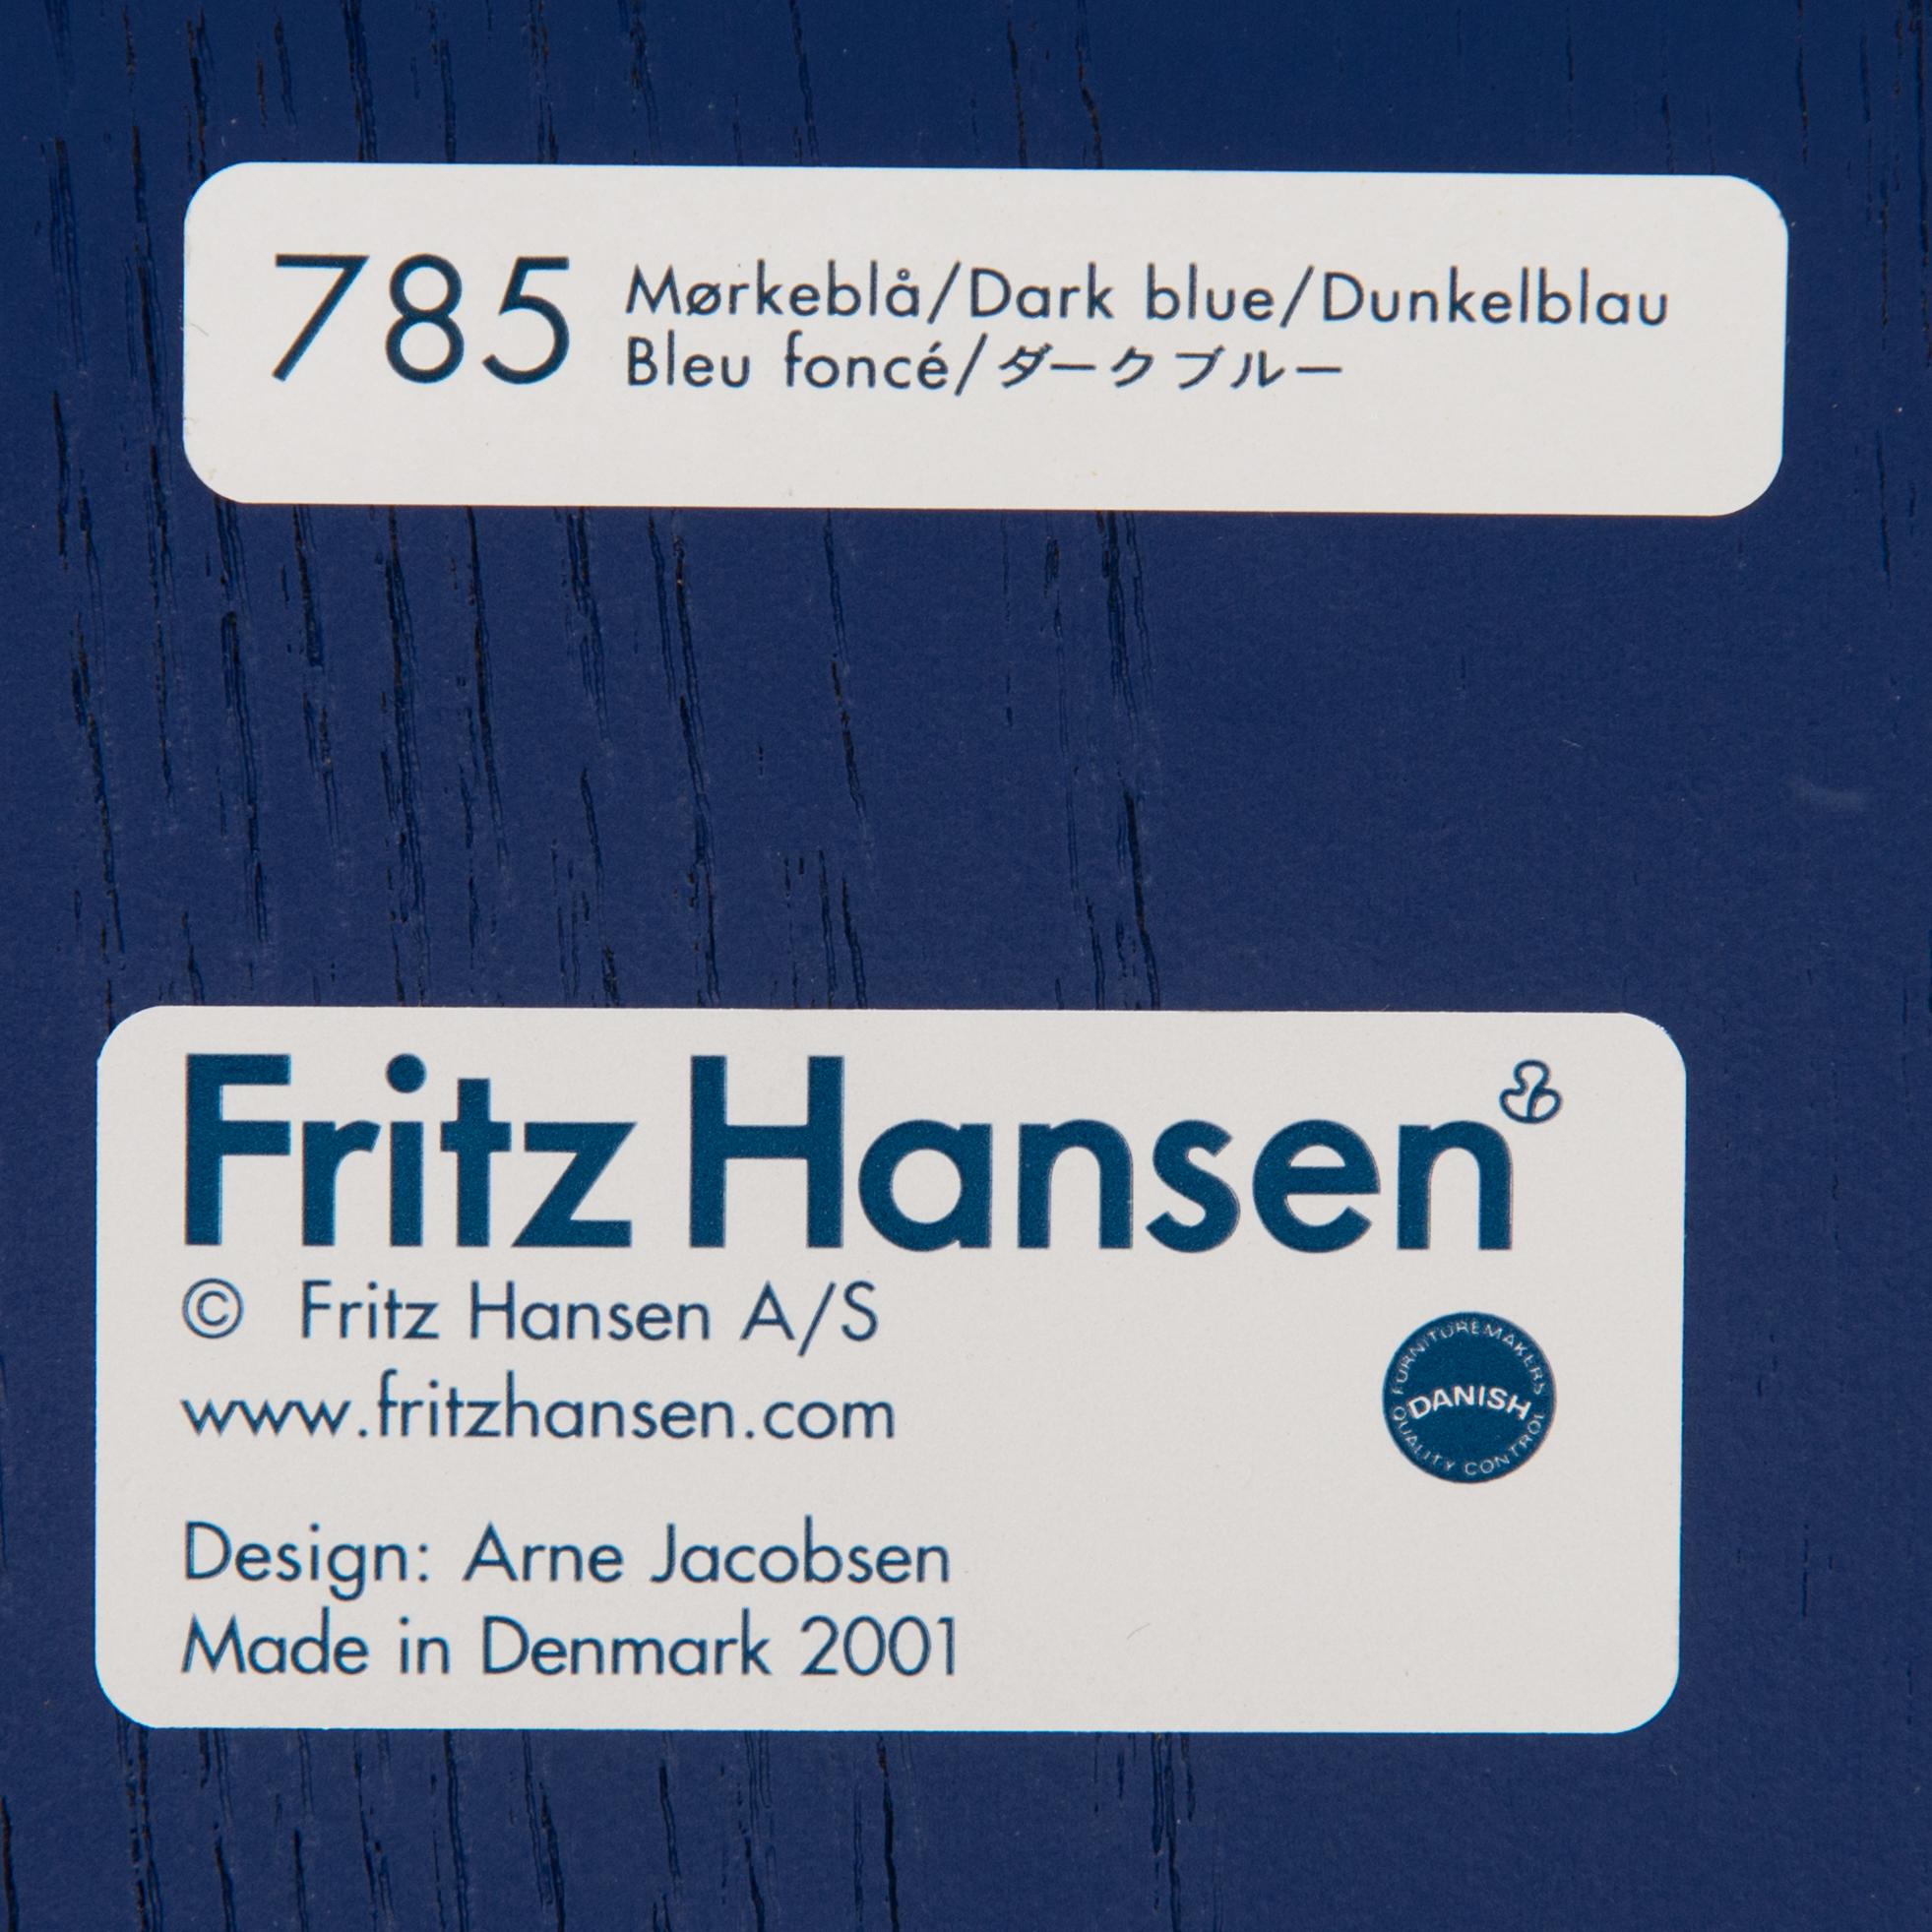 785 Mørkeblå/Dark blue/Dunkelblau
Bleu foncé/ダークブルー
Fritz Hansen
© Fritz Hansen A/S
www.fritzhansen.com
FURNITUREMAKERS
DANISH
QUALITY CONTROL
Design: Arne Jacobsen
Made in Denmark 2001